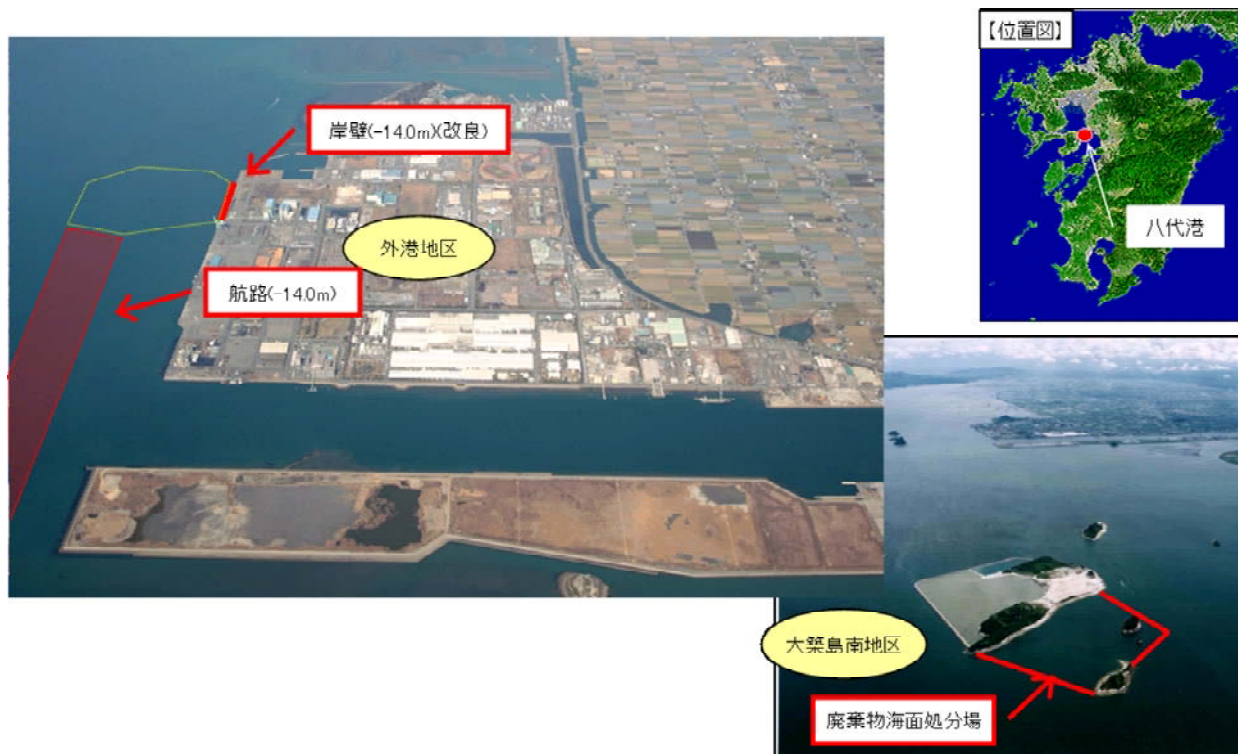 【位置図】
岸壁(-14.0m)(改良)
八代港
外港地区
航路(-14.0m)
大築島南地区
廃棄物海面処分場